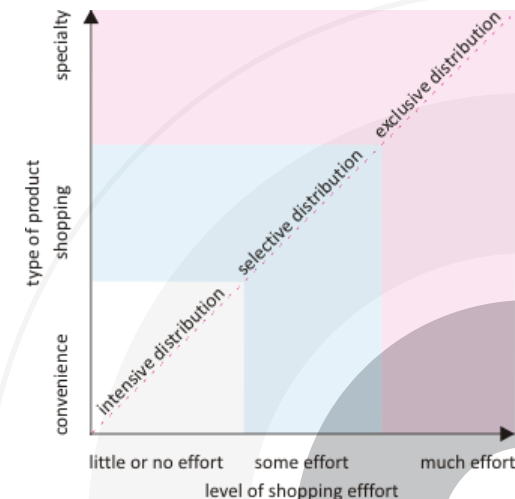 specialty
exclusive distribution
type of product
shopping
selective distribution
convenience
intensive distribution
little or no effort
some effort
much effort
level of shopping efffort